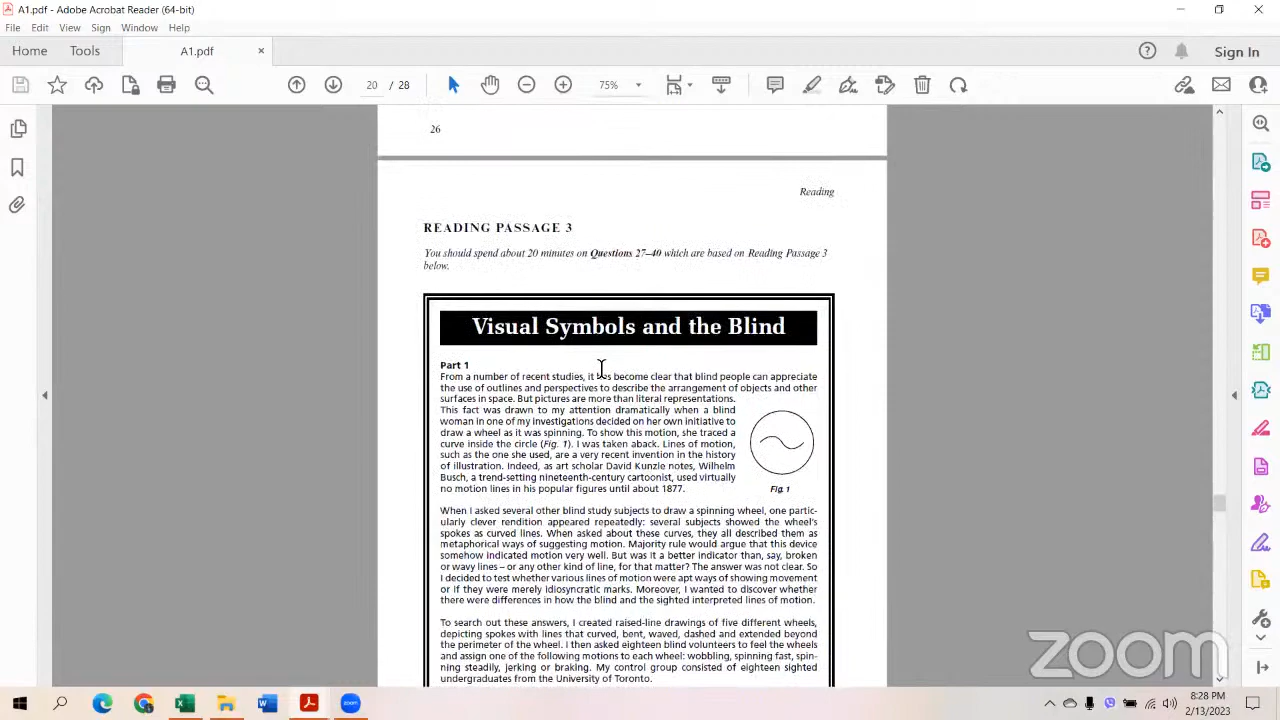 A1.pdf - Adobe Acrobat Reader (64-bit)
File Edit View Sign Window Help
Home Tools A1.pdf × Sign In
20 / 28 75%
26
Reading
READING PASSAGE 3
You should spend about 20 minutes on Questions 27–40 which are based on Reading Passage 3
below.
Visual Symbols and the Blind
Part 1
From a number of recent studies, it has become clear that blind people can appreciate
the use of outlines and perspectives to describe the arrangement of objects and other
surfaces in space. But pictures are more than literal representations.
This fact was drawn to my attention dramatically when a blind
woman in one of my investigations decided on her own initiative to
draw a wheel as it was spinning. To show this motion, she traced a
curve inside the circle (Fig. 1). I was taken aback. Lines of motion,
such as the one she used, are a very recent invention in the history
of illustration. Indeed, as art scholar David Kunzle notes, Wilhelm
Busch, a trend-setting nineteenth-century cartoonist, used virtually
no motion lines in his popular figures until about 1877.
Fig. 1
When I asked several other blind study subjects to draw a spinning wheel, one partic-
ularly clever rendition appeared repeatedly: several subjects showed the wheel's
spokes as curved lines. When asked about these curves, they all described them as
metaphorical ways of suggesting motion. Majority rule would argue that this device
somehow indicated motion very well. But was it a better indicator than, say, broken
or wavy lines – or any other kind of line, for that matter? The answer was not clear. So
I decided to test whether various lines of motion were apt ways of showing movement
or if they were merely idiosyncratic marks. Moreover, I wanted to discover whether
there were differences in how the blind and the sighted interpreted lines of motion.
To search out these answers, I created raised-line drawings of five different wheels,
depicting spokes with lines that curved, bent, waved, dashed and extended beyond
the perimeter of the wheel. I then asked eighteen blind volunteers to feel the wheels
and assign one of the following motions to each wheel: wobbling, spinning fast, spin-
ning steadily, jerking or braking. My control group consisted of eighteen sighted
undergraduates from the University of Toronto.
zoom
zoom
8:28 PM
2/13/2023